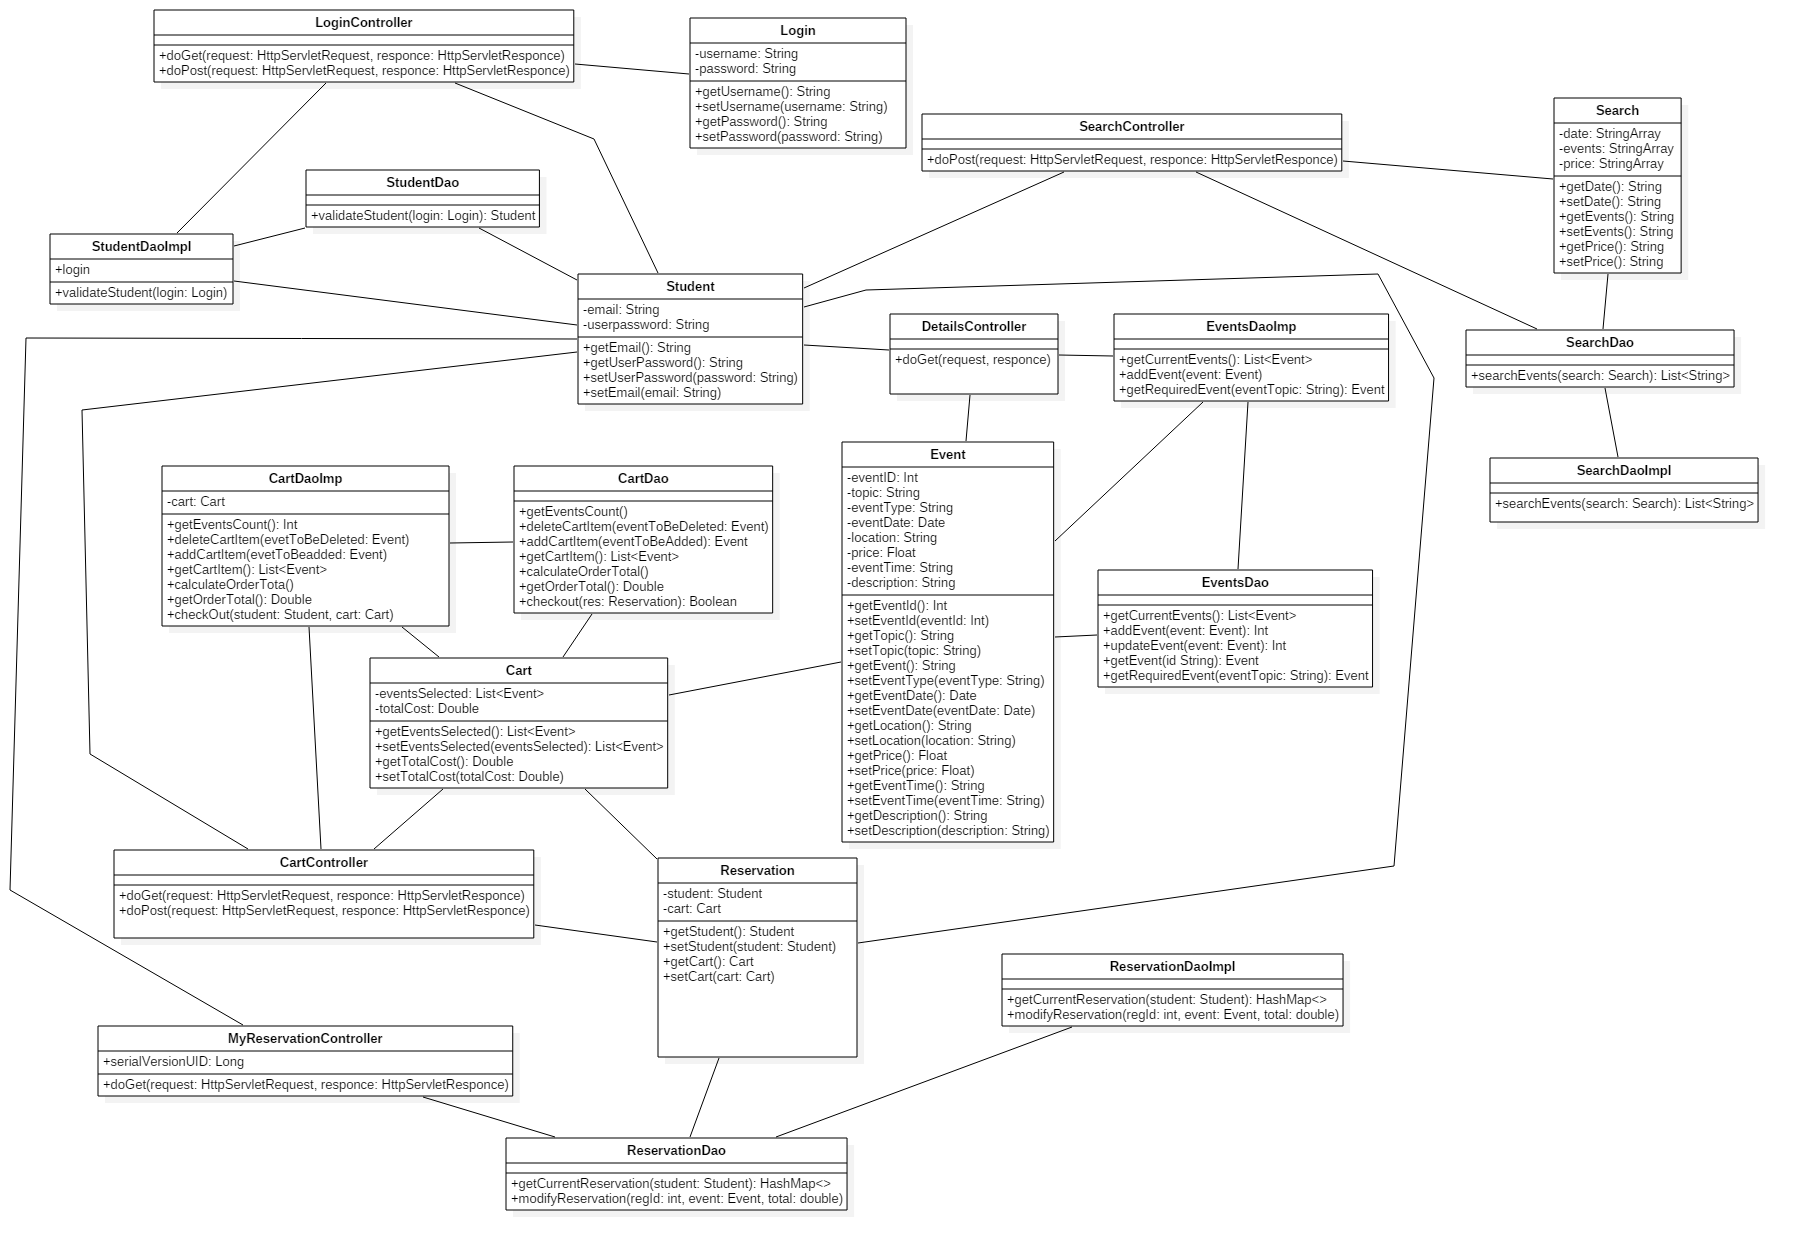 LoginController
+doGet(request: HttpServletRequest, responce: HttpServletResponce)
+doPost(request: HttpServletRequest, responce: HttpServletResponce)
Login
-username: String
-password: String
+getUsername(): String
+setUsername(username: String)
+getPassword(): String
+setPassword(password: String)
SearchController
+doPost(request: HttpServletRequest, responce: HttpServletResponce)
Search
-date: StringArray
-events: StringArray
-price: StringArray
+getDate(): String
+setDate(): String
+getEvents(): String
+setEvents(): String
+getPrice(): String
+setPrice(): String
StudentDao
+validateStudent(login: Login): Student
StudentDaoImpl
+login
+validateStudent(login: Login)
Student
-email: String
-userpassword: String
+getEmail(): String
+getUserPassword(): String
+setUserPassword(password: String)
+setEmail(email: String)
DetailsController
+doGet(request, responce)
EventsDaoImp
+getCurrentEvents(): List<Event>
+addEvent(event: Event)
+getRequiredEvent(eventTopic: String): Event
SearchDao
+searchEvents(search: Search): List<String>
SearchDaoImpl
+searchEvents(search: Search): List<String>
CartDaoImp
-cart: Cart
+getEventsCount(): Int
+deleteCartItem(evetToBeDeleted: Event)
+addCartItem(evetToBeadded: Event)
+getCartItem(): List<Event>
+calculateOrderTota()
+getOrderTotal(): Double
+checkOut(student: Student, cart: Cart)
CartDao
+getEventsCount()
+deleteCartItem(eventToBeDeleted: Event)
+addCartItem(eventToBeAdded): Event
+getCartItem(): List<Event>
+calculateOrderTotal()
+getOrderTotal(): Double
+checkout(res: Reservation): Boolean
Event
-eventID: Int
-topic: String
-eventType: String
-eventDate: Date
-location: String
-price: Float
-eventTime: String
-description: String
+getEventId(): Int
+setEventId(eventId: Int)
+getTopic(): String
+setTopic(topic: String)
+getEvent(): String
+setEventType(eventType: String)
+getEventDate(): Date
+setEventDate(eventDate: Date)
+getLocation(): String
+setLocation(location: String)
+getPrice(): Float
+setPrice(price: Float)
+getEventTime(): String
+setEventTime(eventTime: String)
+getDescription(): String
+setDescription(description: String)
EventsDao
+getCurrentEvents(): List<Event>
+addEvent(event: Event): Int
+updateEvent(event: Event): Int
+getEvent(id String): Event
+getRequiredEvent(eventTopic: String): Event
Cart
-eventsSelected: List<Event>
-totalCost: Double
+getEventsSelected(): List<Event>
+setEventsSelected(eventsSelected): List<Event>
+getTotalCost(): Double
+setTotalCost(totalCost: Double)
CartController
+doGet(request: HttpServletRequest, responce: HttpServletResponce)
+doPost(request: HttpServletRequest, responce: HttpServletResponce)
Reservation
-student: Student
-cart: Cart
+getStudent(): Student
+setStudent(student: Student)
+getCart(): Cart
+setCart(cart: Cart)
ReservationDaoImpl
+getCurrentReservation(student: Student): HashMap<>
+modifyReservation(regId: int, event: Event, total: double)
MyReservationController
+serialVersionUID: Long
+doGet(request: HttpServletRequest, responce: HttpServletResponce)
ReservationDao
+getCurrentReservation(student: Student): HashMap<>
+modifyReservation(regId: int, event: Event, total: double)